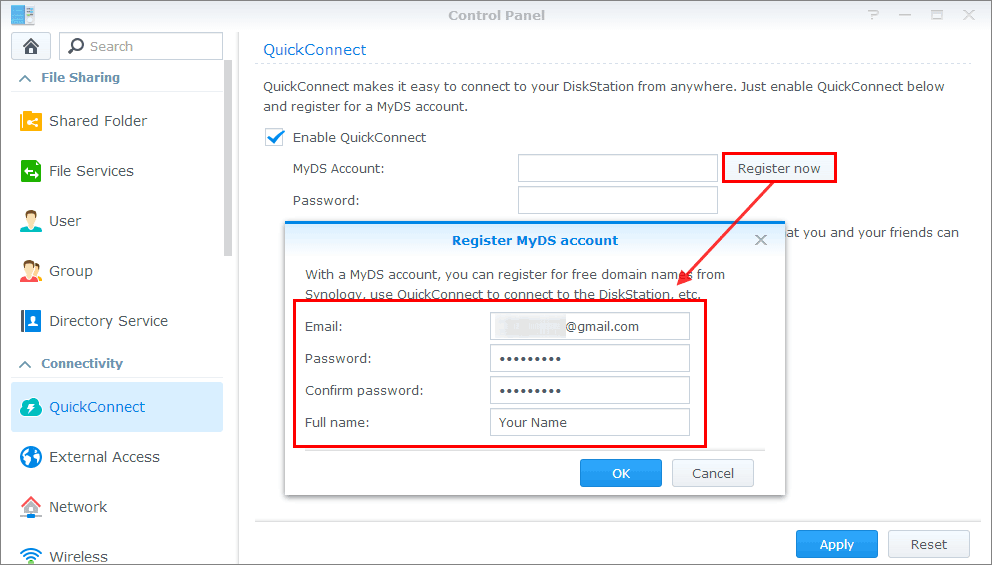 Control Panel
Search
File Sharing
Shared Folder
File Services
User
Group
Directory Service
Connectivity
QuickConnect
External Access
Network
Wireless
QuickConnect
QuickConnect makes it easy to connect to your DiskStation from anywhere. Just enable QuickConnect below
and register for a MyDS account.
Enable QuickConnect
MyDS Account:
Register now
Password:
at you and your friends can
Register MyDS account
With a MyDS account, you can register for free domain names from
Synology, use QuickConnect to connect to the DiskStation, etc.
Email:
@gmail.com
Password:
•••••••••
Confirm password:
•••••••••
Full name:
Your Name
OK
Cancel
Apply
Reset